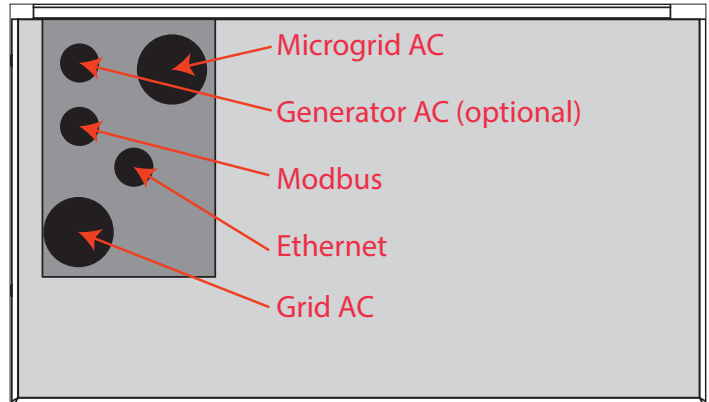 Microgrid AC
Generator AC (optional)
Modbus
Ethernet
Grid AC